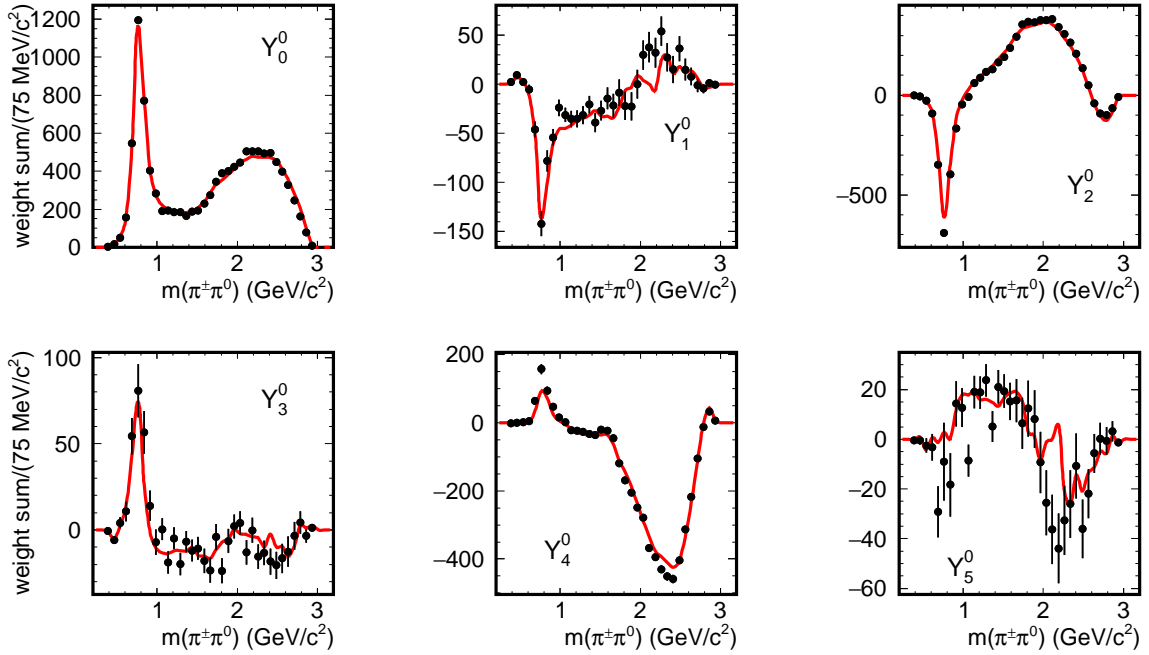 weight sum/(75 MeV/c²)
1200
1000
800
600
400
200
0
Y₀⁰
1 2 3
m(π±π⁰) (GeV/c²)
50
0
−50
−100
−150
Y₁⁰
1 2 3
m(π±π⁰) (GeV/c²)
0
−500
Y₂⁰
1 2 3
m(π±π⁰) (GeV/c²)
weight sum/(75 MeV/c²)
100
50
0
Y₃⁰
1 2 3
m(π±π⁰) (GeV/c²)
200
0
−200
−400
Y₄⁰
1 2 3
m(π±π⁰) (GeV/c²)
20
0
−20
−40
−60
Y₅⁰
1 2 3
m(π±π⁰) (GeV/c²)